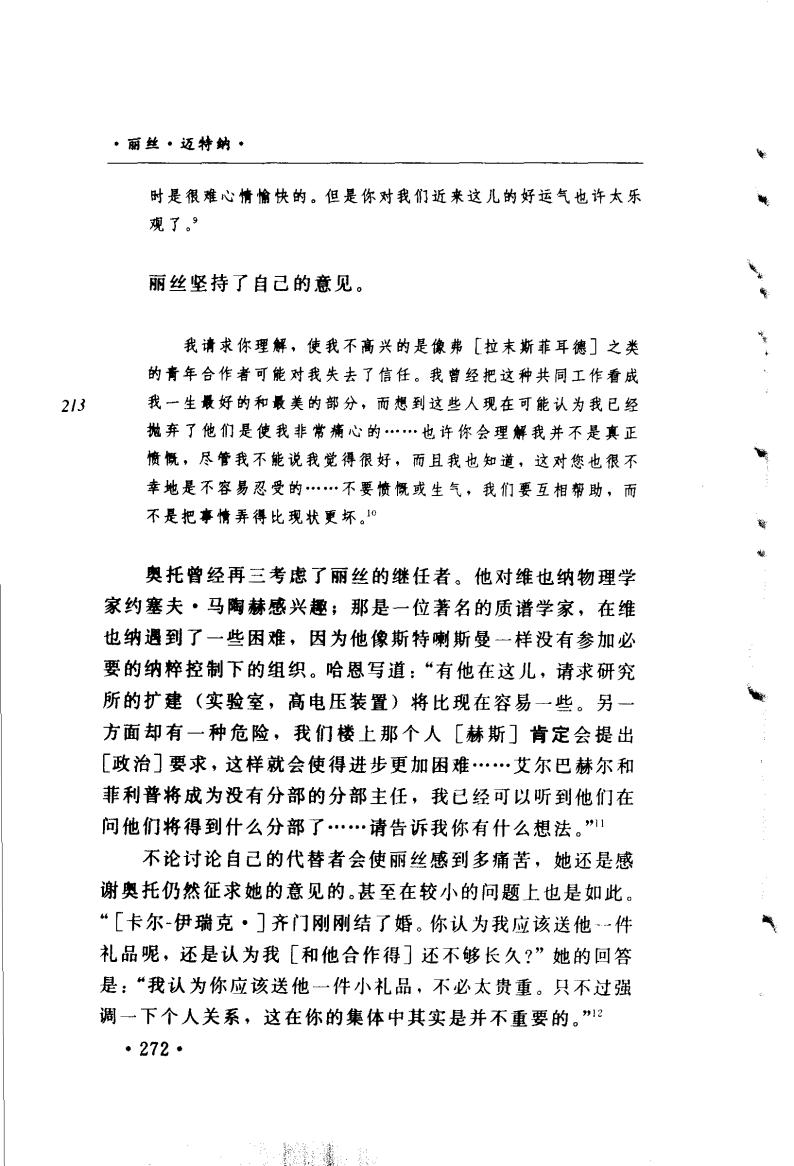 ·丽丝·迈特纳·
时是很难心情愉快的。但是你对我们近来这儿的好运气也许太乐
观了。⁹
丽丝坚持了自己的意见。
我请求你理解，使我不高兴的是像弗［拉末斯菲耳德］之类
的青年合作者可能对我失去了信任。我曾经把这种共同工作看成
213
我一生最好的和最美的部分，而想到这些人现在可能认为我已经
抛弃了他们是使我非常痛心的……也许你会理解我并不是真正
愤慨，尽管我不能说我觉得很好，而且我也知道，这对您也很不
幸地是不容易忍受的……不要愤慨或生气，我们要互相帮助，而
不是把事情弄得比现状更坏。¹⁰
奥托曾经再三考虑了丽丝的继任者。他对维也纳物理学
家约塞夫·马陶赫感兴趣；那是一位著名的质谱学家，在维
也纳遇到了一些困难，因为他像斯特喇斯曼一样没有参加必
要的纳粹控制下的组织。哈恩写道：“有他在这儿，请求研究
所的扩建（实验室，高电压装置）将比现在容易一些。另一
方面却有一种危险，我们楼上那个人［赫斯］肯定会提出
［政治］要求，这样就会使得进步更加困难……艾尔巴赫尔和
菲利普将成为没有分部的分部主任，我已经可以听到他们在
问他们将得到什么分部了……请告诉我你有什么想法。”¹¹
不论讨论自己的代替者会使丽丝感到多痛苦，她还是感
谢奥托仍然征求她的意见的。甚至在较小的问题上也是如此。
“［卡尔-伊瑞克·］齐门刚刚结了婚。你认为我应该送他一件
礼品呢，还是认为我［和他合作得］还不够长久？”她的回答
是：“我认为你应该送他一件小礼品，不必太贵重。只不过强
调一下个人关系，这在你的集体中其实是并不重要的。”¹²
·272·